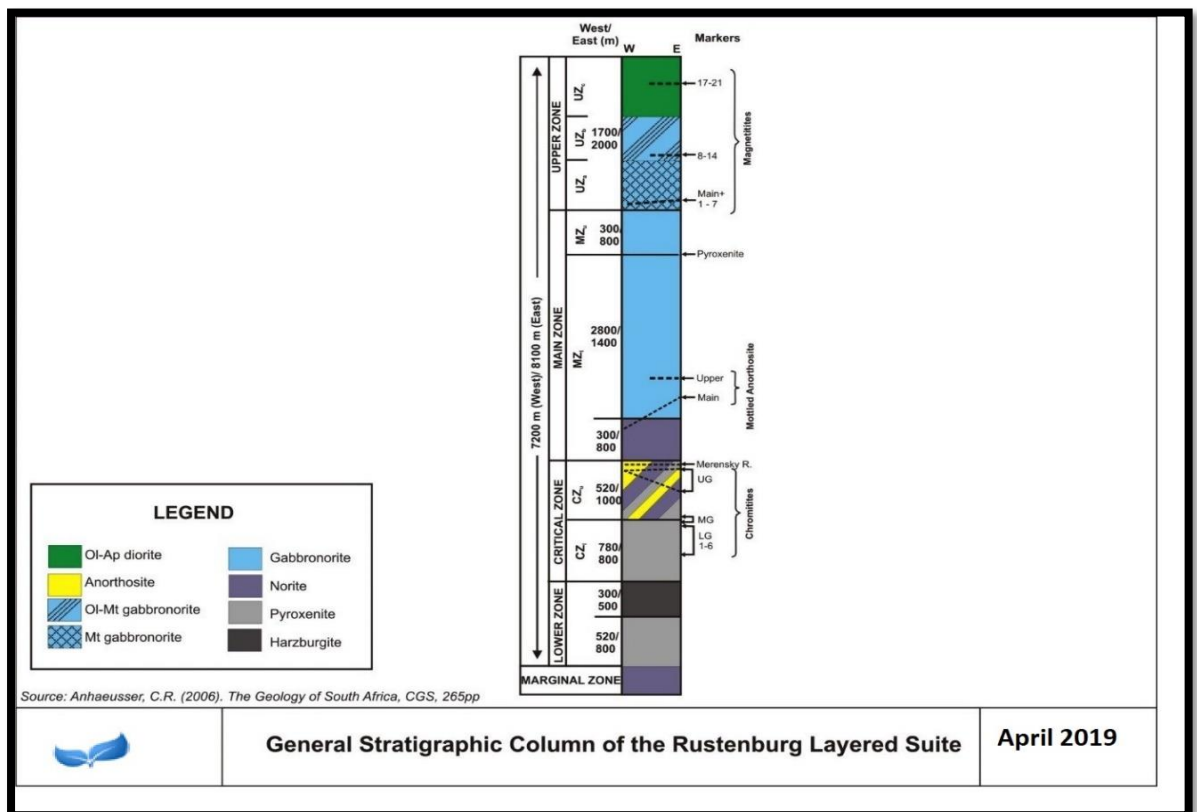 West/
East (m)
W E
Markers
7200 m (West)/ 8100 m (East)
UPPER ZONE
UZc
UZb
UZa
1700/
2000
17-21
8-14
Main+
1 - 7
Magnetitites
MAIN ZONE
MZu
300/
800
Pyroxenite
MZl
2800/
1400
Upper
Main
Mottled Anorthosite
300/
800
Merensky R.
CRITICAL ZONE
CZu
520/
1000
UG
MG
CZl
780/
800
LG
1-6
Chromitites
LOWER ZONE
300/
500
520/
800
MARGINAL ZONE
LEGEND
Ol-Ap diorite
Anorthosite
Ol-Mt gabbronorite
Mt gabbronorite
Gabbronorite
Norite
Pyroxenite
Harzburgite
Source: Anhaeusser, C.R. (2006). The Geology of South Africa, CGS, 265pp
General Stratigraphic Column of the Rustenburg Layered Suite
April 2019